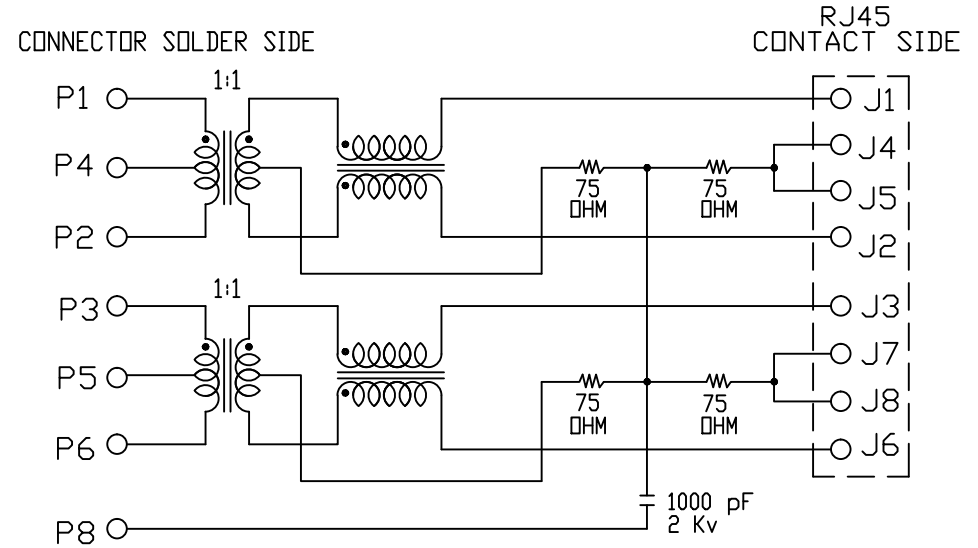 RJ45
CONNECTOR SOLDER SIDE
CONTACT SIDE
1:1
P1
J1
P4
J4
75
OHM
75
OHM
J5
P2
J2
1:1
P3
J3
P5
J7
75
OHM
75
OHM
J8
P6
J6
1000 pF
2 Kv
P8